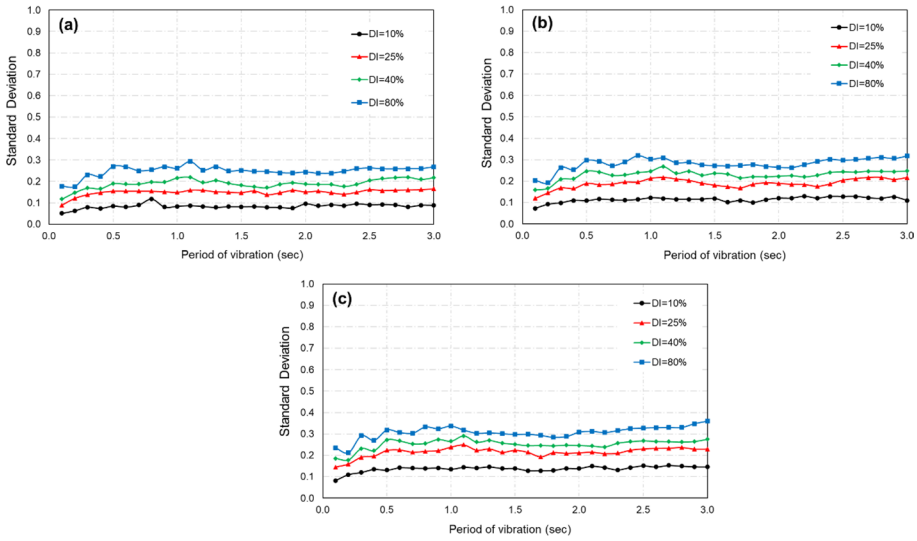 (a)
DI=10%
DI=25%
DI=40%
DI=80%
1.0
0.9
0.8
0.7
0.6
0.5
0.4
0.3
0.2
0.1
0.0
Standard Deviation
0.0 0.5 1.0 1.5 2.0 2.5 3.0
Period of vibration (sec)
(b)
DI=10%
DI=25%
DI=40%
DI=80%
1.0
0.9
0.8
0.7
0.6
0.5
0.4
0.3
0.2
0.1
0.0
Standard Deviation
0.0 0.5 1.0 1.5 2.0 2.5 3.0
Period of vibration (sec)
(c)
DI=10%
DI=25%
DI=40%
DI=80%
1.0
0.9
0.8
0.7
0.6
0.5
0.4
0.3
0.2
0.1
0.0
Standard Deviation
0.0 0.5 1.0 1.5 2.0 2.5 3.0
Period of vibration (sec)